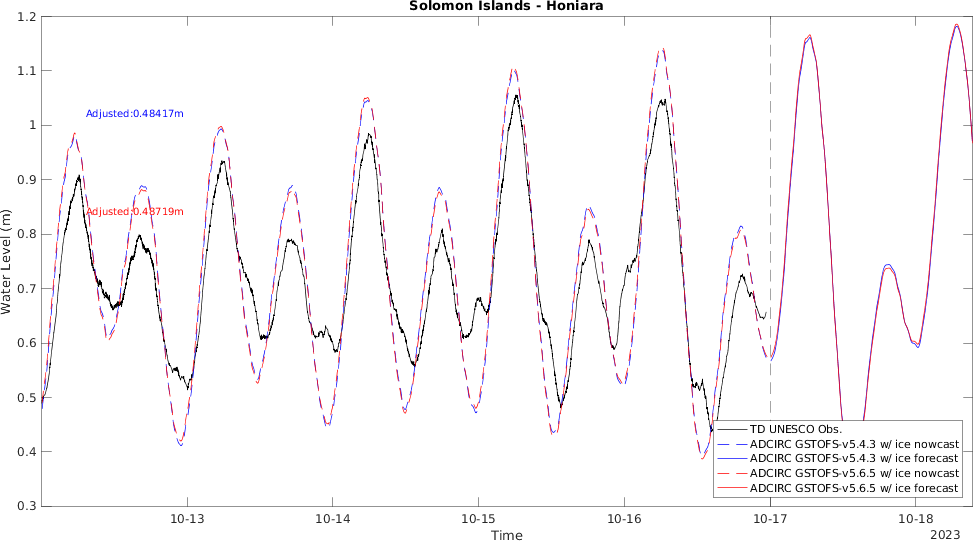 Solomon Islands - Honiara
1.2
1.1
1
0.9
0.8
0.7
0.6
0.5
0.4
0.3
Water Level (m)
Adjusted:0.48417m
Adjusted:0.48719m
TD UNESCO Obs.
ADCIRC GSTOFS-v5.4.3 w/ ice nowcast
ADCIRC GSTOFS-v5.4.3 w/ ice forecast
ADCIRC GSTOFS-v5.6.5 w/ ice nowcast
ADCIRC GSTOFS-v5.6.5 w/ ice forecast
10-13 10-14 10-15 10-16 10-17 10-18
Time
2023